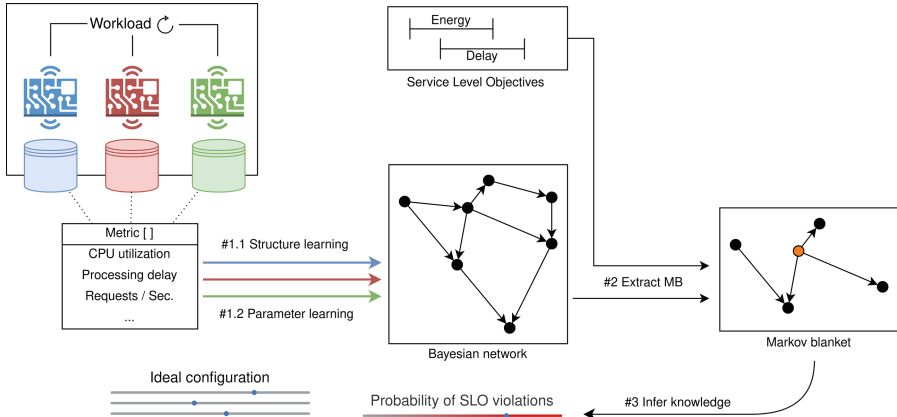 Workload
Energy
Delay
Service Level Objectives
Metric [ ]
CPU utilization
Processing delay
Requests / Sec.
...
#1.1 Structure learning
#1.2 Parameter learning
Bayesian network
#2 Extract MB
Markov blanket
#3 Infer knowledge
Ideal configuration
Probability of SLO violations